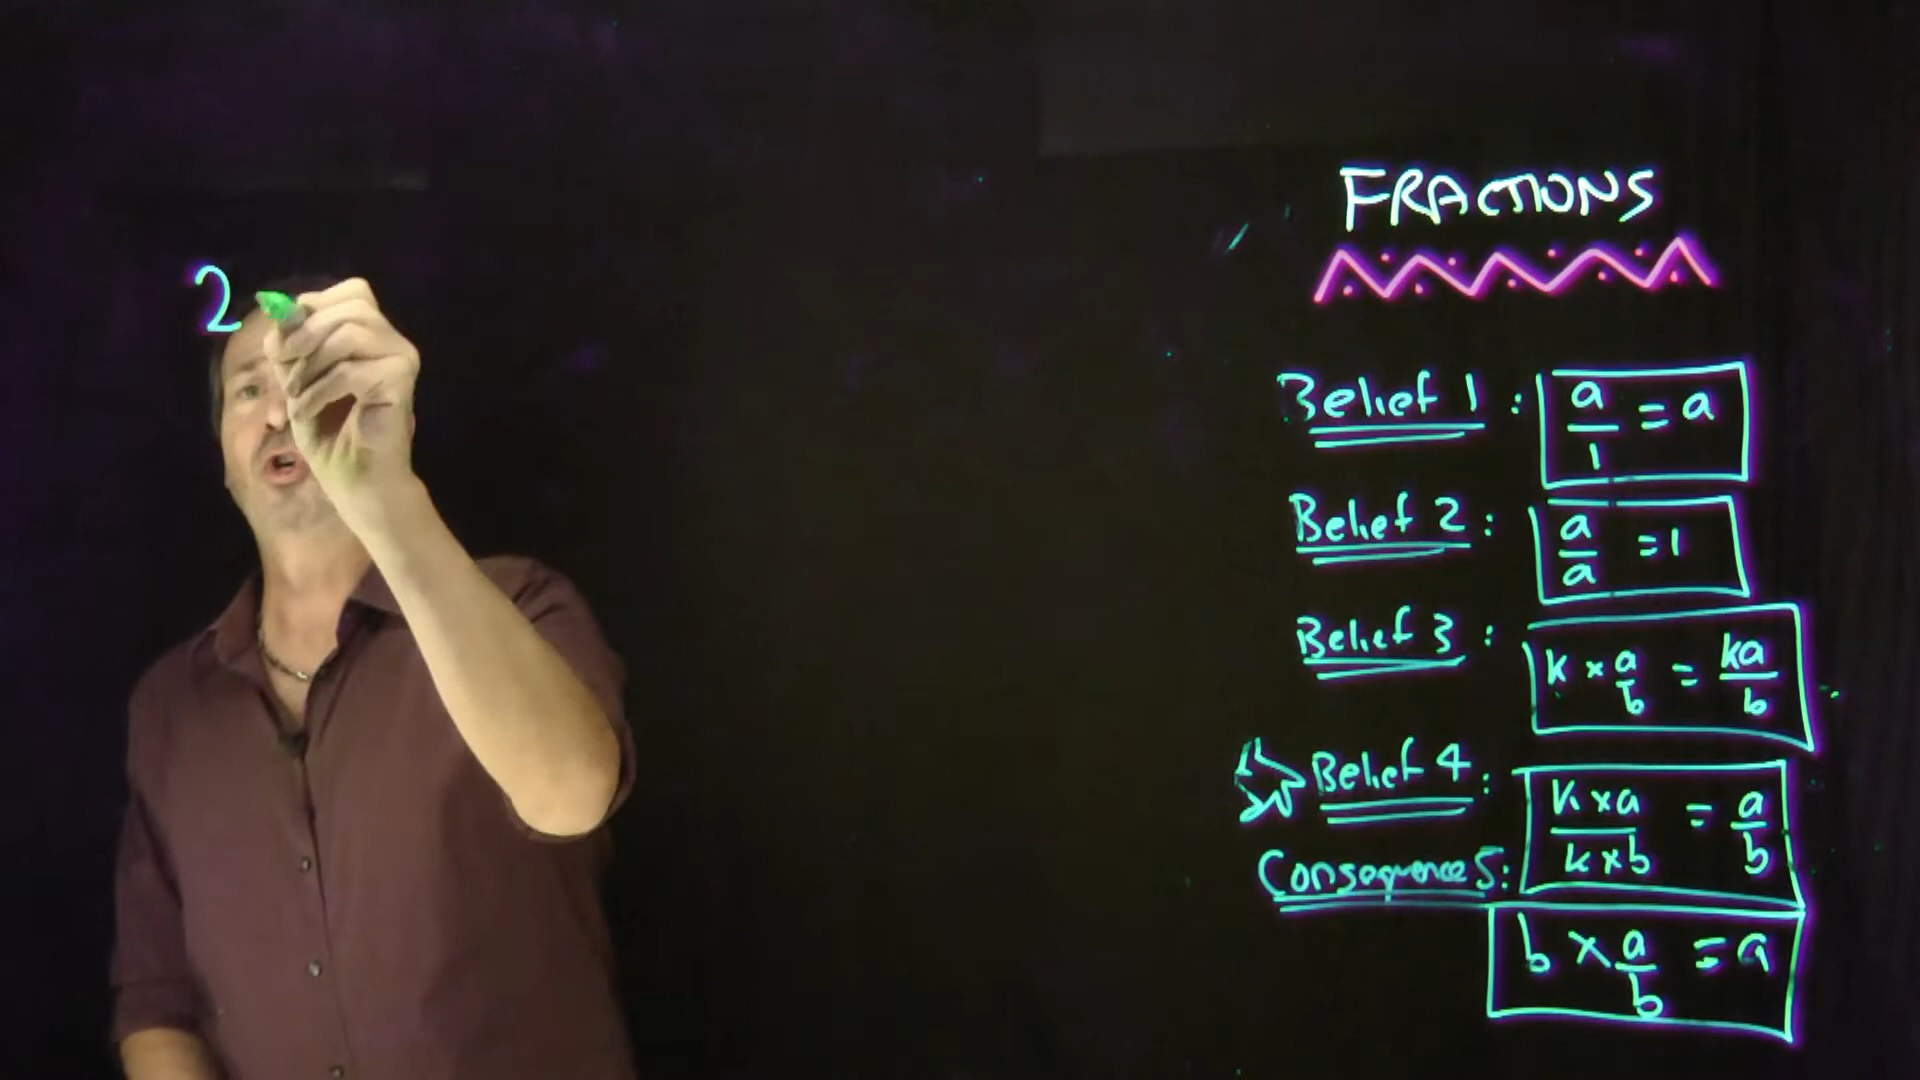 2
FRACTIONS
Belief 1 : a/1 = a
Belief 2 : a/a = 1
Belief 3 : k × a/b = ka/b
Belief 4 : k × a/k × b = a/b
Consequence 5:
b × a/b = a